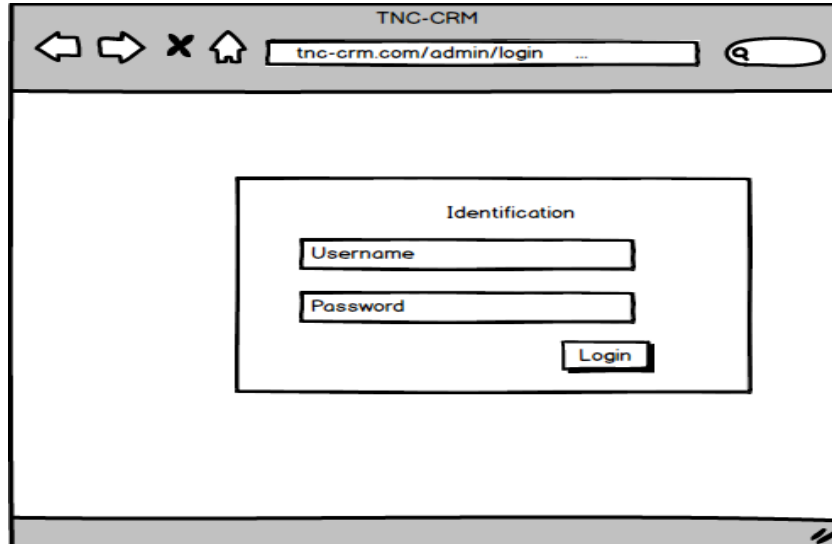 TNC-CRM
tnc-crm.com/admin/login ...
Identification
Username
Password
Login